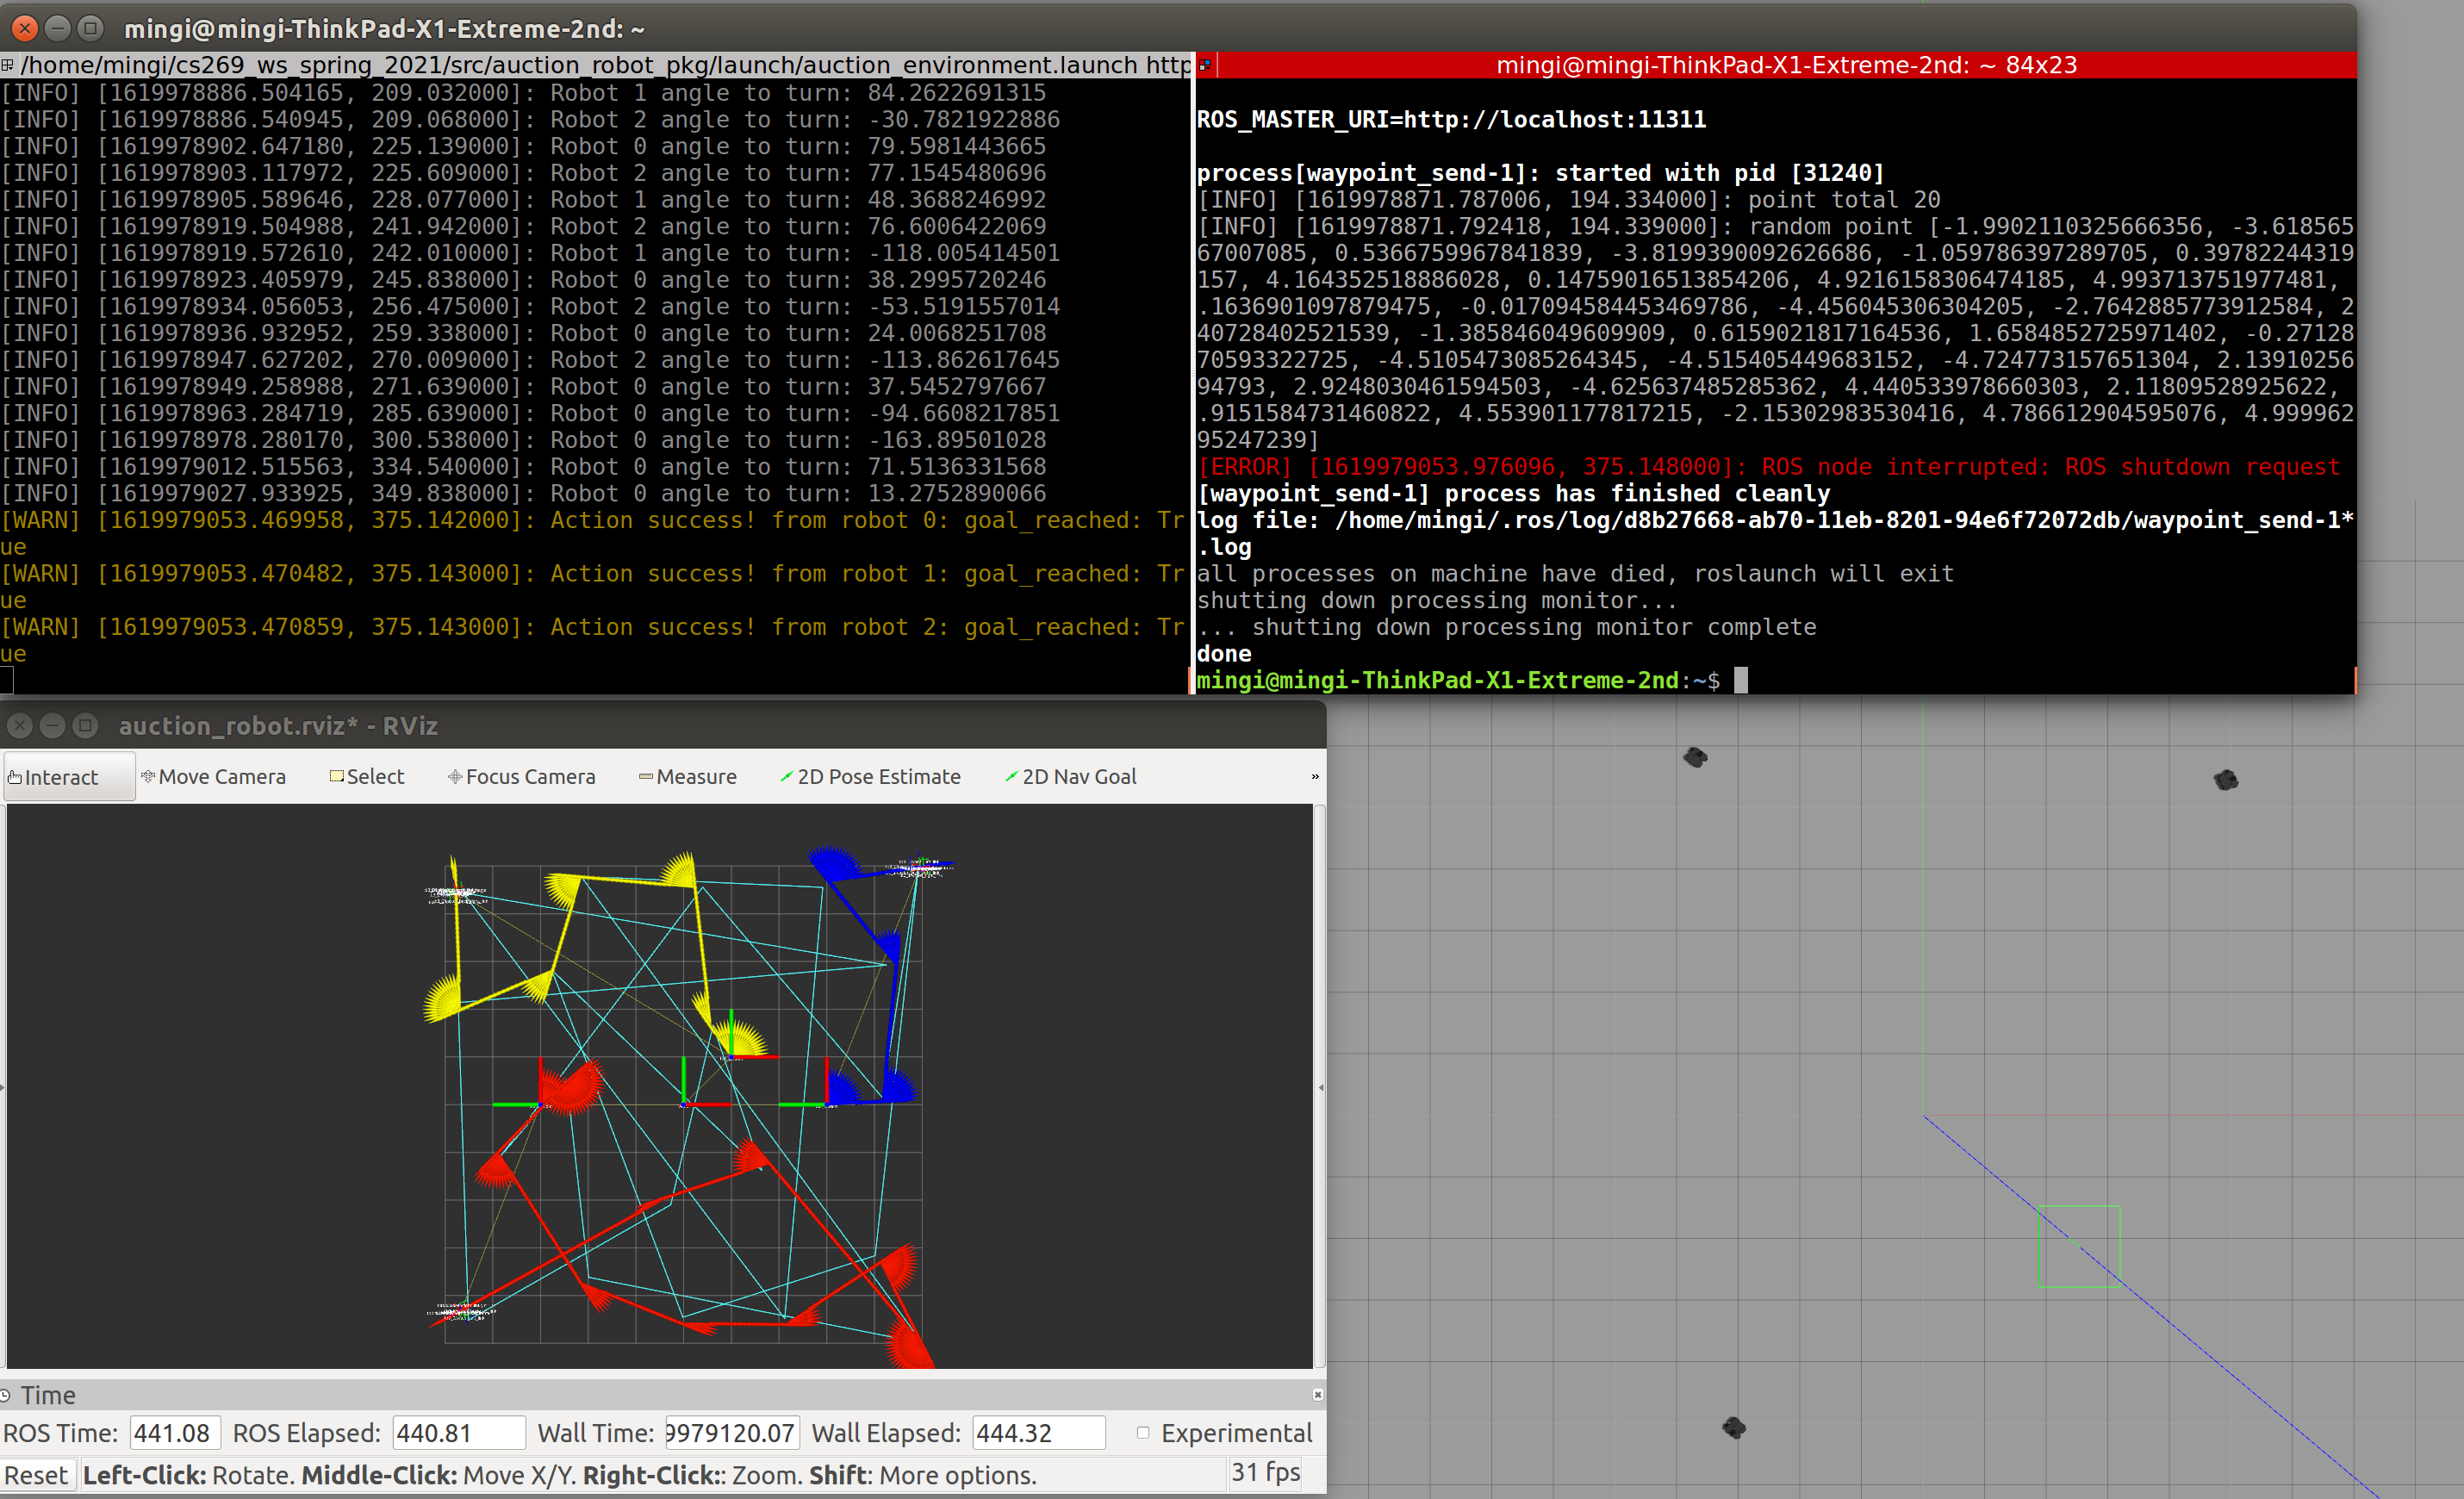 mingi@mingi-ThinkPad-X1-Extreme-2nd: ~
/home/mingi/cs269_ws_spring_2021/src/auction_robot_pkg/launch/auction_environment.launch http
[INFO] [1619978886.504165, 209.032000]: Robot 1 angle to turn: 84.2622691315
[INFO] [1619978886.540945, 209.068000]: Robot 2 angle to turn: -30.7821922886
[INFO] [1619978902.647180, 225.139000]: Robot 0 angle to turn: 79.5981443665
[INFO] [1619978903.117972, 225.609000]: Robot 2 angle to turn: 77.1545480696
[INFO] [1619978905.589646, 228.077000]: Robot 1 angle to turn: 48.3688246992
[INFO] [1619978919.504988, 241.942000]: Robot 2 angle to turn: 76.6006422069
[INFO] [1619978919.572610, 242.010000]: Robot 1 angle to turn: -118.005414501
[INFO] [1619978923.405979, 245.838000]: Robot 0 angle to turn: 38.2995720246
[INFO] [1619978934.056053, 256.475000]: Robot 2 angle to turn: -53.5191557014
[INFO] [1619978936.932952, 259.338000]: Robot 0 angle to turn: 24.0068251708
[INFO] [1619978947.627202, 270.009000]: Robot 2 angle to turn: -113.862617645
[INFO] [1619978949.258988, 271.639000]: Robot 0 angle to turn: 37.5452797667
[INFO] [1619978963.284719, 285.639000]: Robot 0 angle to turn: -94.6608217851
[INFO] [1619978978.280170, 300.538000]: Robot 0 angle to turn: -163.89501028
[INFO] [1619979012.515563, 334.540000]: Robot 0 angle to turn: 71.5136331568
[INFO] [1619979027.933925, 349.838000]: Robot 0 angle to turn: 13.2752890066
[WARN] [1619979053.469958, 375.142000]: Action success! from robot 0: goal_reached: Tr
ue
[WARN] [1619979053.470482, 375.143000]: Action success! from robot 1: goal_reached: Tr
ue
[WARN] [1619979053.470859, 375.143000]: Action success! from robot 2: goal_reached: Tr
ue
mingi@mingi-ThinkPad-X1-Extreme-2nd: ~ 84x23
ROS_MASTER_URI=http://localhost:11311
process[waypoint_send-1]: started with pid [31240]
[INFO] [1619978871.787006, 194.334000]: point total 20
[INFO] [1619978871.792418, 194.339000]: random point [-1.9902110325666356, -3.618565
67007085, 0.5366759967841839, -3.8199390092626686, -1.059786397289705, 0.39782244319
157, 4.164352518886028, 0.14759016513854206, 4.9216158306474185, 4.993713751977481,
.1636901097879475, -0.017094584453469786, -4.456045306304205, -2.7642885773912584, 2
40728402521539, -1.385846049609909, 0.6159021817164536, 1.6584852725971402, -0.27128
70593322725, -4.5105473085264345, -4.515405449683152, -4.724773157651304, 2.13910256
94793, 2.9248030461594503, -4.625637485285362, 4.440533978660303, 2.11809528925622,
.9151584731460822, 4.553901177817215, -2.15302983530416, 4.786612904595076, 4.999962
95247239]
[ERROR] [1619979053.976096, 375.148000]: ROS node interrupted: ROS shutdown request
[waypoint_send-1] process has finished cleanly
log file: /home/mingi/.ros/log/d8b27668-ab70-11eb-8201-94e6f72072db/waypoint_send-1*
.log
all processes on machine have died, roslaunch will exit
shutting down processing monitor...
... shutting down processing monitor complete
done
mingi@mingi-ThinkPad-X1-Extreme-2nd:~$
auction_robot.rviz* - RViz
Interact Move Camera Select Focus Camera Measure 2D Pose Estimate 2D Nav Goal »
Time
ROS Time: 441.08 ROS Elapsed: 440.81 Wall Time: 9979120.07 Wall Elapsed: 444.32 Experimental
Reset Left-Click: Rotate. Middle-Click: Move X/Y. Right-Click:: Zoom. Shift: More options. 31 fps